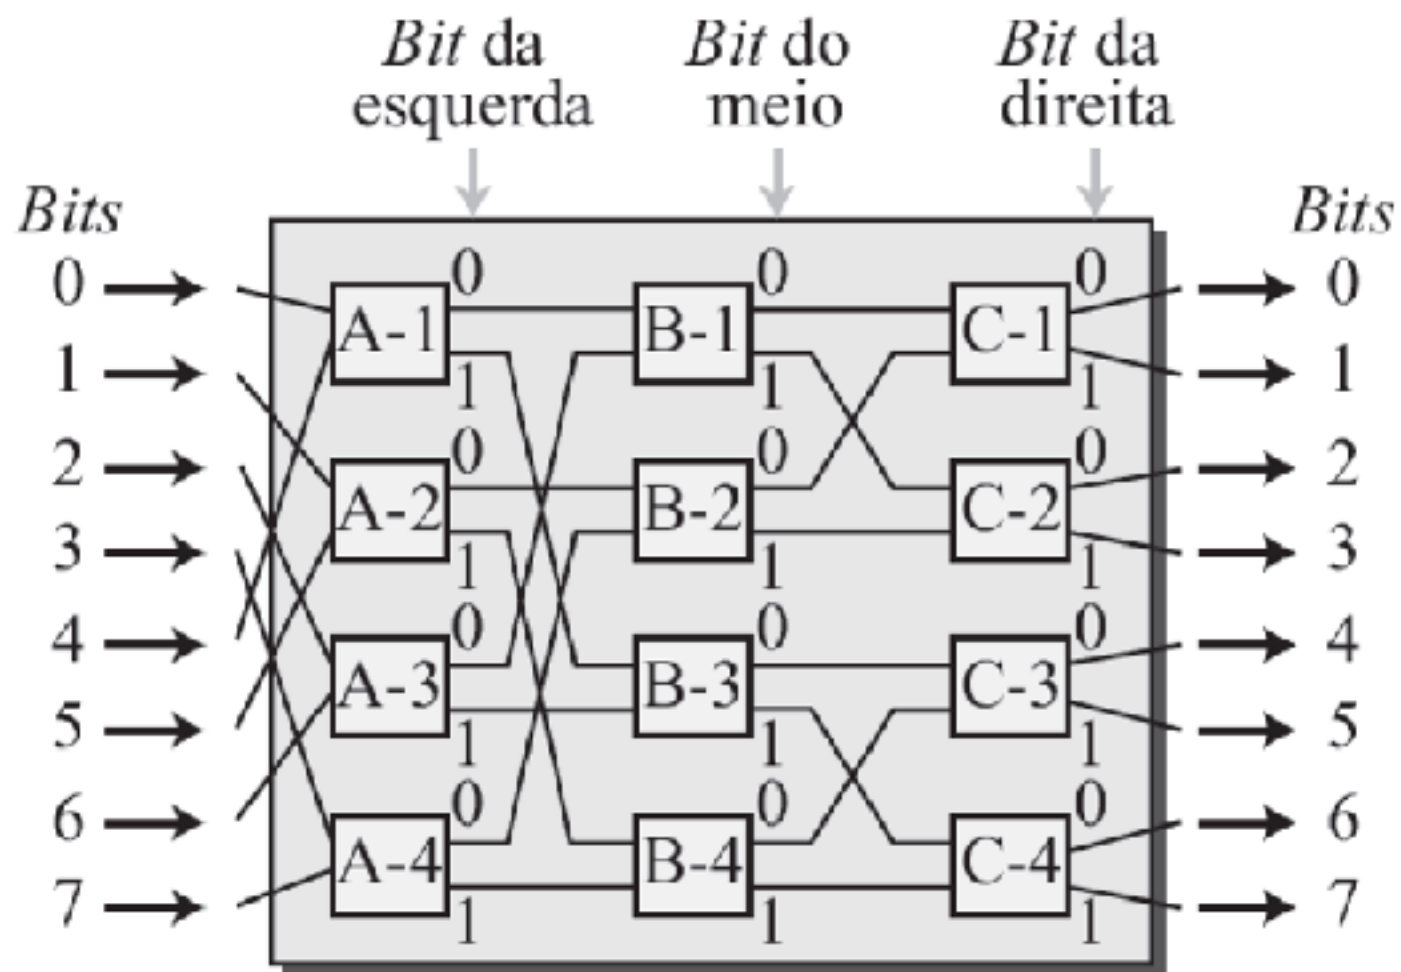 Bit da Bit do Bit da
esquerda meio direita
Bits Bits
0 0 0 0 0
A-1 B-1 C-1
1 1 1 1 1
0 0 0
2 2
A-2 B-2 C-2
3 1 1 1 3
0 0 0
4 4
A-3 B-3 C-3
5 1 1 1 5
0 0 0
6 6
A-4 B-4 C-4
7 1 1 1 7